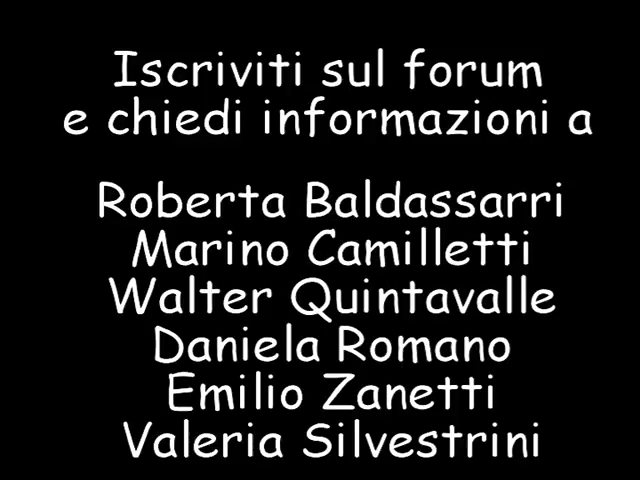 Iscriviti sul forum
e chiedi informazioni a
Roberta Baldassarri
Marino Camilletti
Walter Quintavalle
Daniela Romano
Emilio Zanetti
Valeria Silvestrini